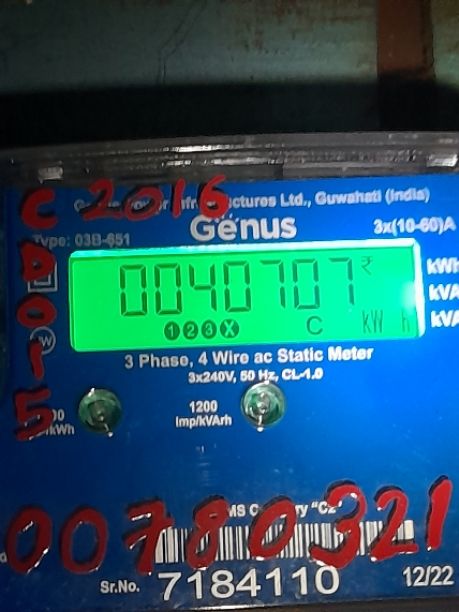 C 2016
Infrastructures Ltd., Guwahati (India)
Genus
Type: 03B-651
3x(10-60)A
D
0
1
5
0040707 ₹
1 2 3 X C kW h
kWh
kVA
kVA
3 Phase, 4 Wire ac Static Meter
3x240V, 50 Hz, CL-1.0
1200
Imp/kVArh
00780321
Sr.No. 7184110
12/22